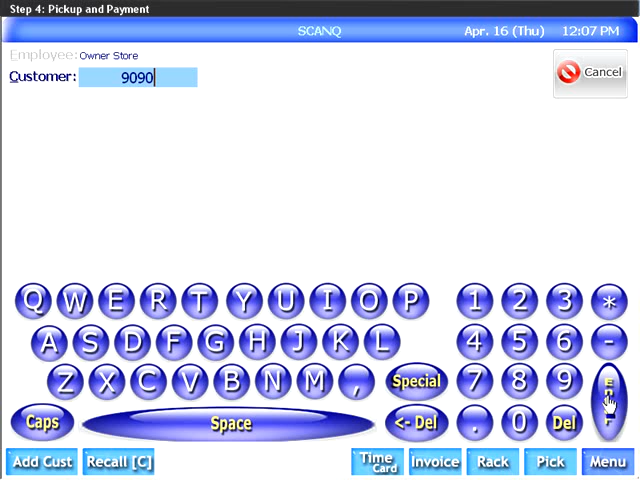 Step 4: Pickup and Payment
SCANQ Apr. 16 (Thu) 12:07 PM
Employee: Owner Store
Customer: 9090
Cancel
Q W E R T Y U I O P 1 2 3 *
A S D F G H J K L 4 5 6 -
Z X C V B N M , Special 7 8 9
Caps Space <- Del . 0 Del
Add Cust Recall [C] Time Card Invoice Rack Pick Menu